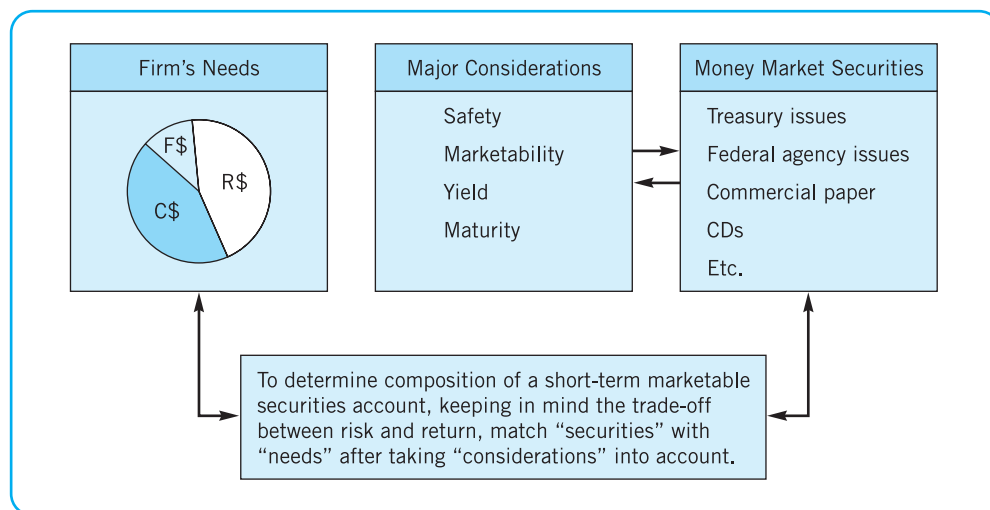 Firm's Needs
F$
R$
C$
Major Considerations
Safety
Marketability
Yield
Maturity
Money Market Securities
Treasury issues
Federal agency issues
Commercial paper
CDs
Etc.
To determine composition of a short-term marketable
securities account, keeping in mind the trade-off
between risk and return, match “securities” with
“needs” after taking “considerations” into account.